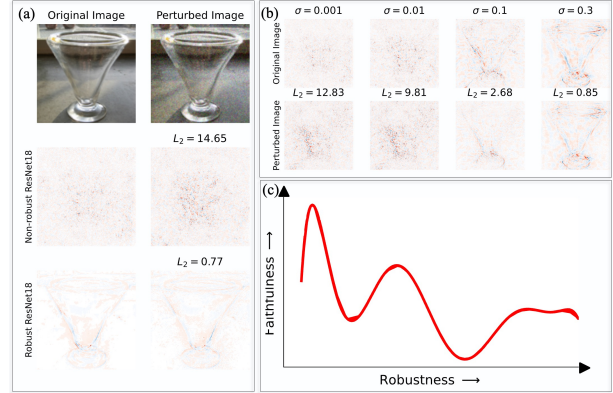 (a)
Original Image Perturbed Image
L₂ = 14.65
Non-robust ResNet18
L₂ = 0.77
Robust ResNet18
(b)
σ = 0.001 σ = 0.01 σ = 0.1 σ = 0.3
Original Image
L₂ = 12.83 L₂ = 9.81 L₂ = 2.68 L₂ = 0.85
Perturbed Image
(c)
Faithfulness →
Robustness →